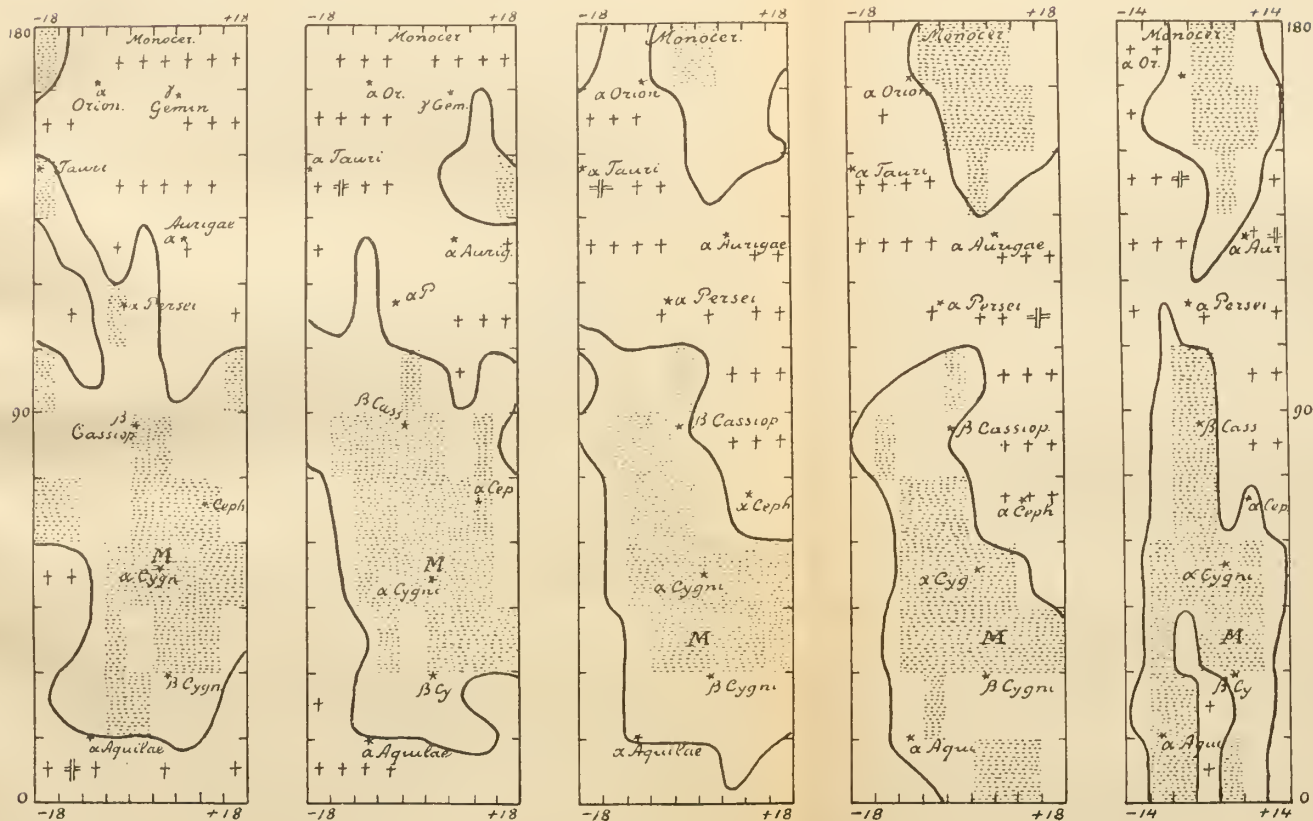 -18 +18
180
Monocer.
α Orion.
γ Gemin
Tauri
Aurigae
α
α Persei
90
β Cassiop
Ceph
M
α Cygni
β Cygni
α Aquilae
0
-18 +18
-18 +18
Monocer
α Or.
γ Gem.
α Tauri
α Aurig.
α P
β Cass
α Cep
M
α Cygni
β Cy
α Aquilae
-18 +18
-18 +18
Monocer.
α Orion
α Tauri
α Aurigae
α Persei
β Cassiop
α Ceph
α Cygni
M
β Cygni
α Aquilae
-18 +18
-18 +18
Monocer
α Orion
α Tauri
α Aurigae
α Persei
β Cassiop.
α Ceph
α Cyg
M
β Cygni
α Aqui
-18 +18
-14 +14
180
Monocer
α Or.
α Aur
α Persei
90
β Cass
α Cep
α Cygni
M
β Cy
α Aqui
0
-14 +14